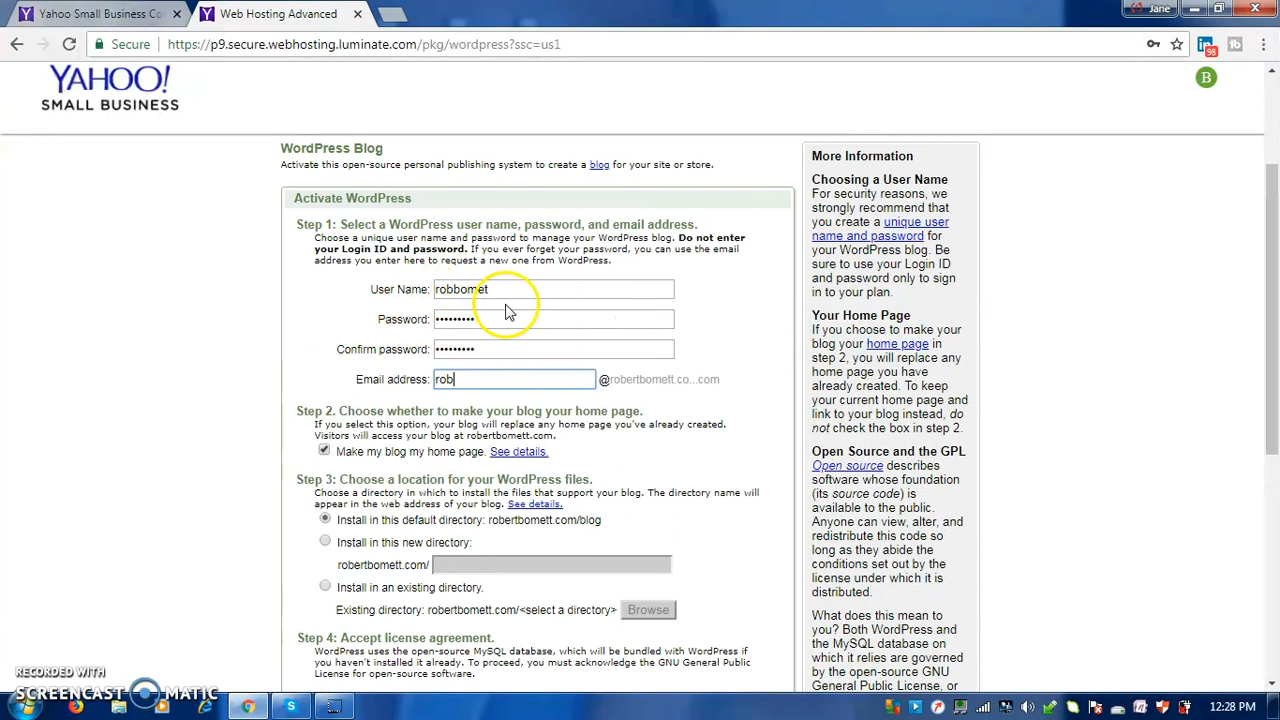 Yahoo Small Business Co
Web Hosting Advanced
Jane
Secure
https://p9.secure.webhosting.luminate.com/pkg/wordpress?ssc=us1
98
YAHOO!
SMALL BUSINESS
B
WordPress Blog
Activate this open-source personal publishing system to create a blog for your site or store.
Activate WordPress
Step 1: Select a WordPress user name, password, and email address.
Choose a unique user name and password to manage your WordPress blog. Do not enter
your Login ID and password. If you ever forget your password, you can use the email
address you enter here to request a new one from WordPress.
User Name: robbomet
Password: •••••••••
Confirm password: •••••••••
Email address: rob @robertbomett.co...com
Step 2. Choose whether to make your blog your home page.
If you select this option, your blog will replace any home page you've already created.
Visitors will access your blog at robertbomett.com.
Make my blog my home page. See details.
Step 3: Choose a location for your WordPress files.
Choose a directory in which to install the files that support your blog. The directory name will
appear in the web address of your blog. See details.
Install in this default directory: robertbomett.com/blog
Install in this new directory:
robertbomett.com/
Install in an existing directory.
Existing directory: robertbomett.com/<select a directory> Browse
Step 4: Accept license agreement.
WordPress uses the open-source MySQL database, which will be bundled with WordPress if
you haven't installed it already. To proceed, you must acknowledge the GNU General Public
License for open-source software.
More Information
Choosing a User Name
For security reasons, we
strongly recommend that
you create a unique user
name and password for
your WordPress blog. Be
sure to use your Login ID
and password only to sign
in to your plan.
Your Home Page
If you choose to make your
blog your home page in
step 2, you will replace any
home page you have
already created. To keep
your current home page and
link to your blog instead, do
not check the box in step 2.
Open Source and the GPL
Open source describes
software whose foundation
(its source code) is
available to the public.
Anyone can view, alter, and
redistribute this code so
long as they abide the
conditions set out by the
license under which it is
distributed.
What does this mean to
you? Both WordPress and
the MySQL database on
which it relies are governed
by the open-source GNU
General Public License, or
RECORDED WITH
SCREENCAST MATIC
12:28 PM